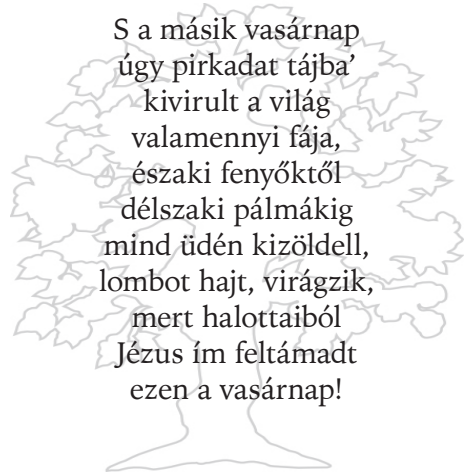 S a másik vasárnap
úgy pirkadat tájba’
kivirult a világ
valamennyi fája,
északi fenyőktől
délszaki pálmákig
mind üdén kizöldell,
lombot hajt, virágzik,
mert halottaiból
Jézus ím feltámadt
ezen a vasárnap!